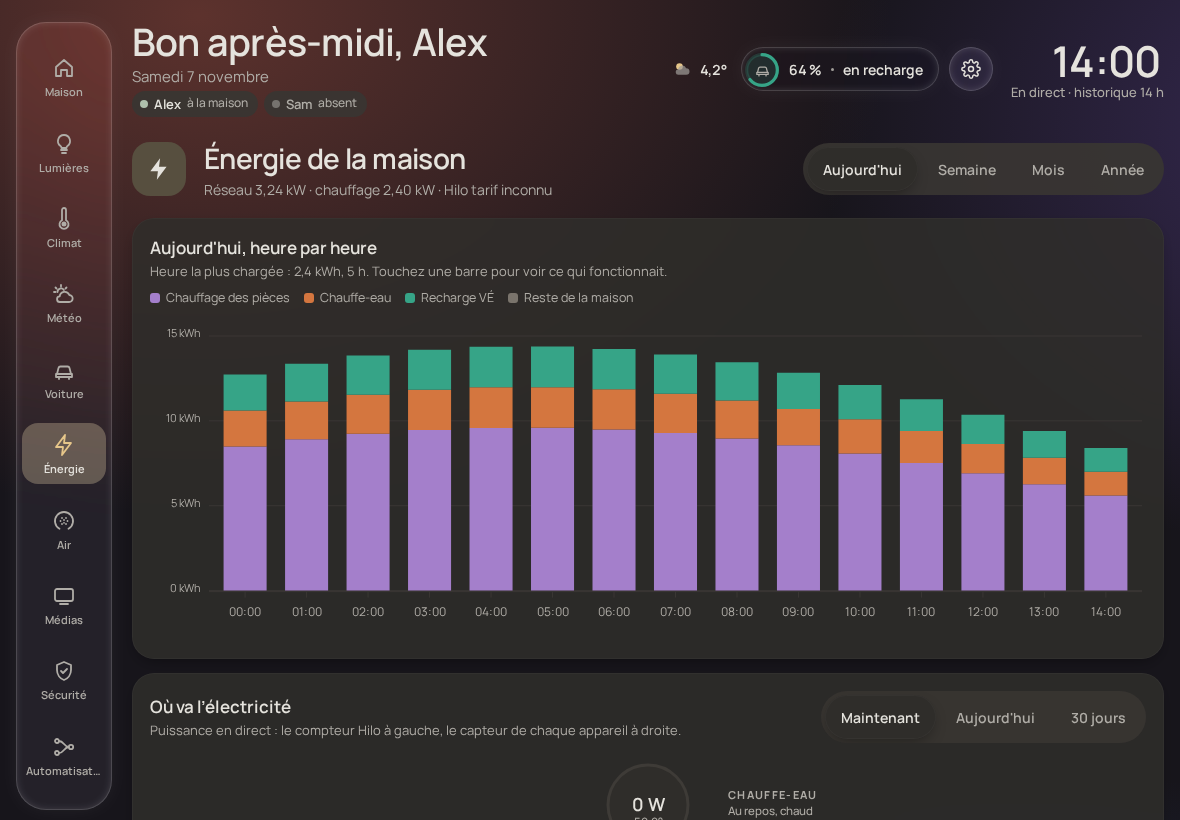 Bon après-midi, Alex
Samedi 7 novembre
Alex à la maison
Sam absent
4,2°
64 % · en recharge
14:00
En direct · historique 14 h
Maison
Lumières
Climat
Météo
Voiture
Énergie
Air
Médias
Sécurité
Automatisat...
Énergie de la maison
Réseau 3,24 kW · chauffage 2,40 kW · Hilo tarif inconnu
Aujourd'hui
Semaine
Mois
Année
Aujourd'hui, heure par heure
Heure la plus chargée : 2,4 kWh, 5 h. Touchez une barre pour voir ce qui fonctionnait.
Chauffage des pièces
Chauffe-eau
Recharge VÉ
Reste de la maison
15 kWh
10 kWh
5 kWh
0 kWh
00:00 01:00 02:00 03:00 04:00 05:00 06:00 07:00 08:00 09:00 10:00 11:00 12:00 13:00 14:00
Où va l'électricité
Puissance en direct : le compteur Hilo à gauche, le capteur de chaque appareil à droite.
Maintenant
Aujourd'hui
30 jours
0 W
CHAUFFE-EAU
Au repos, chaud